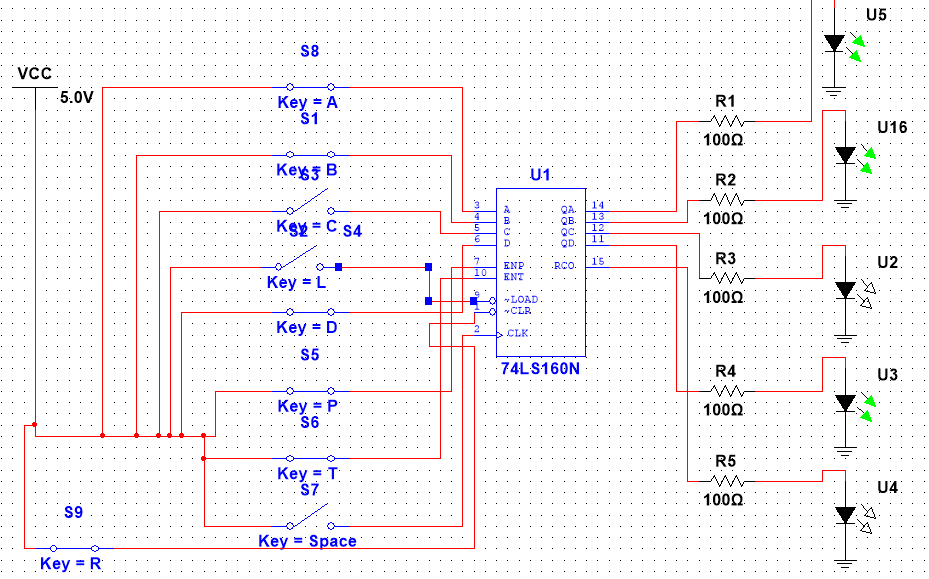 VCC
5.0V
S8
Key = A
S1
Key = B
S3
Key = C
S2
S4
Key = L
Key = D
S5
Key = P
S6
Key = T
S7
Key = Space
S9
Key = R
U1
3 A QA 14
4 B QB 13
5 C QC 12
6 D QD 11
7 ENP RCO 15
10 ENT
9 ~LOAD
1 ~CLR
2 CLK
74LS160N
R1
100Ω
R2
100Ω
R3
100Ω
R4
100Ω
R5
100Ω
U5
U16
U2
U3
U4